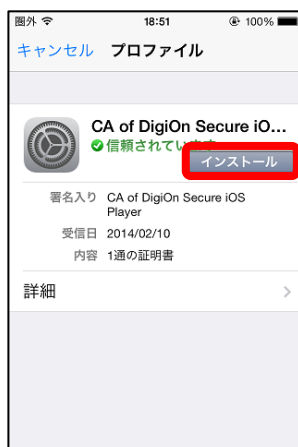 圏外 18:51 100%
キャンセル プロファイル
CA of DigiOn Secure iO...
信頼されています
インストール
署名入り CA of DigiOn Secure iOS
Player
受信日 2014/02/10
内容 1通の証明書
詳細